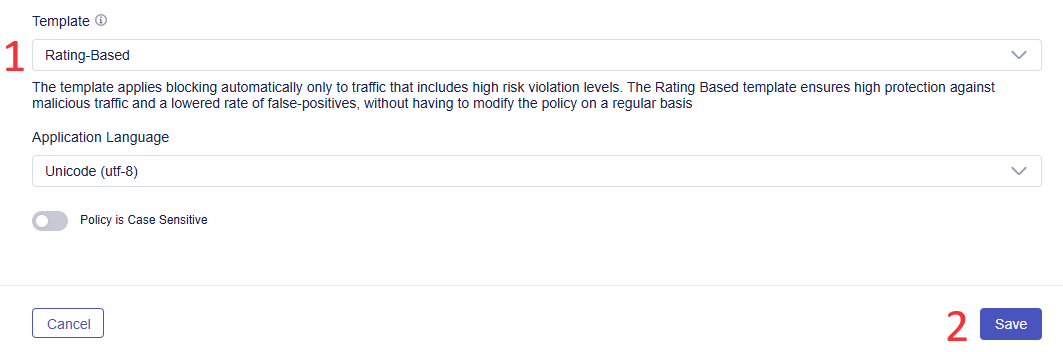 Template
1
Rating-Based
The template applies blocking automatically only to traffic that includes high risk violation levels. The Rating Based template ensures high protection against
malicious traffic and a lowered rate of false-positives, without having to modify the policy on a regular basis
Application Language
Unicode (utf-8)
Policy is Case Sensitive
Cancel
2
Save